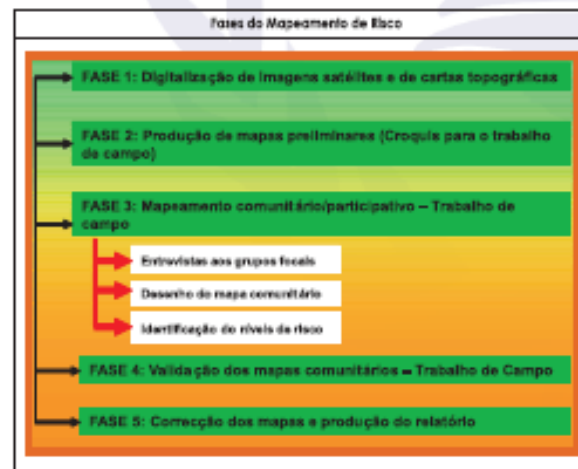 Fases do Mapeamento de Risco
FASE 1: Digitalização de imagens satélites e de cartas topográficas
FASE 2: Produção de mapas preliminares (Croquis para o trabalho
de campo)
FASE 3: Mapeamento comunitário/participativo – Trabalho de
campo
Entrevistas aos grupos focais
Desenho do mapa comunitário
Identificação do níveis de risco
FASE 4: Validação dos mapas comunitários – Trabalho de Campo
FASE 5: Correcção dos mapas e produção do relatório